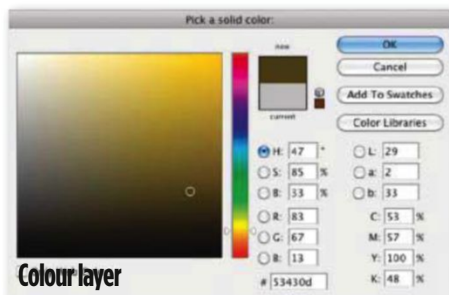 Pick a solid color:
new
current
OK
Cancel
Add To Swatches
Color Libraries
H: 47 °
S: 85 %
B: 33 %
R: 83
G: 67
B: 13
# 53430d
L: 29
a: 2
b: 33
C: 53 %
M: 57 %
Y: 100 %
K: 48 %
Colour layer